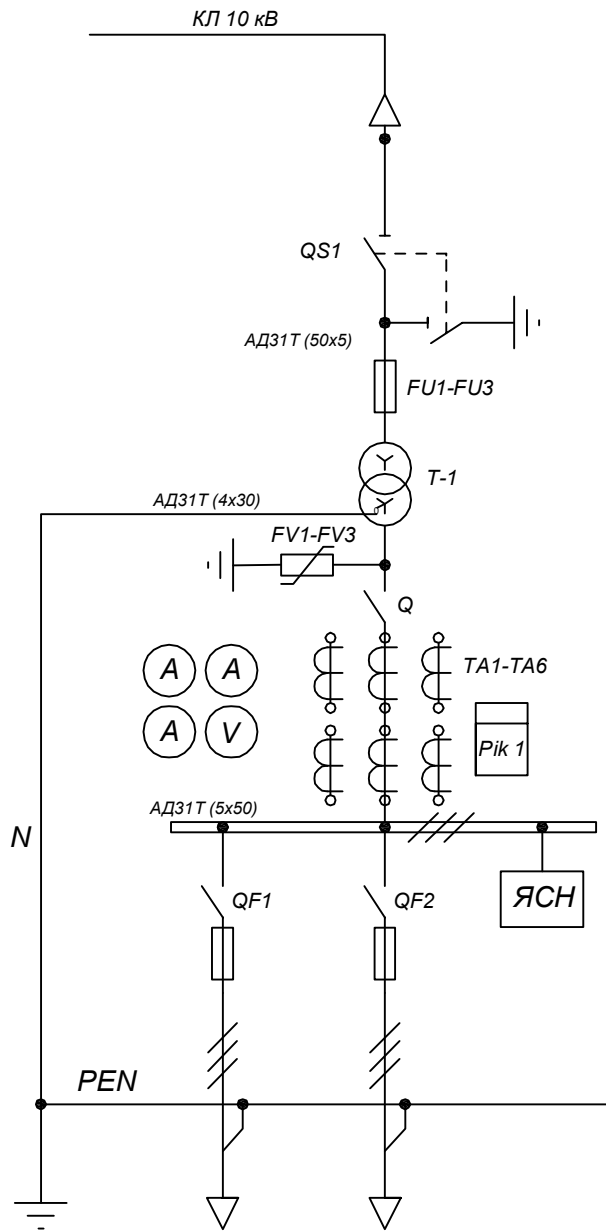 КЛ 10 кВ
QS1
АД31Т (50х5)
FU1-FU3
Т-1
АД31Т (4х30)
FV1-FV3
Q
A
A
TA1-TA6
A
V
Pik 1
АД31Т (5х50)
N
QF1
QF2
ЯСН
PEN